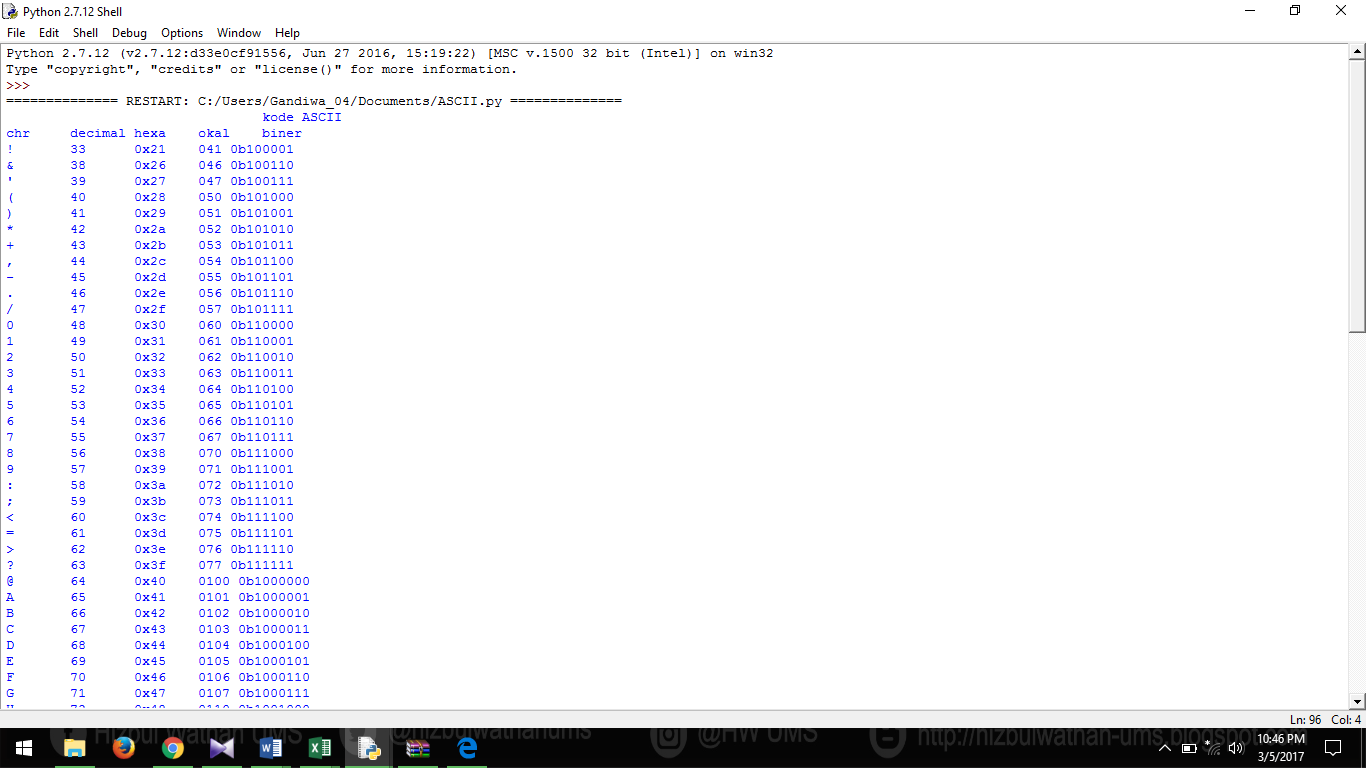 Python 2.7.12 Shell
File Edit Shell Debug Options Window Help
Python 2.7.12 (v2.7.12:d33e0cf91556, Jun 27 2016, 15:19:22) [MSC v.1500 32 bit (Intel)] on win32
Type "copyright", "credits" or "license()" for more information.
>>>
============== RESTART: C:/Users/Gandiwa_04/Documents/ASCII.py ==============
kode ASCII
chr decimal hexa okal biner
! 33 0x21 041 0b100001
& 38 0x26 046 0b100110
' 39 0x27 047 0b100111
( 40 0x28 050 0b101000
) 41 0x29 051 0b101001
* 42 0x2a 052 0b101010
+ 43 0x2b 053 0b101011
, 44 0x2c 054 0b101100
- 45 0x2d 055 0b101101
. 46 0x2e 056 0b101110
/ 47 0x2f 057 0b101111
0 48 0x30 060 0b110000
1 49 0x31 061 0b110001
2 50 0x32 062 0b110010
3 51 0x33 063 0b110011
4 52 0x34 064 0b110100
5 53 0x35 065 0b110101
6 54 0x36 066 0b110110
7 55 0x37 067 0b110111
8 56 0x38 070 0b111000
9 57 0x39 071 0b111001
: 58 0x3a 072 0b111010
; 59 0x3b 073 0b111011
< 60 0x3c 074 0b111100
= 61 0x3d 075 0b111101
> 62 0x3e 076 0b111110
? 63 0x3f 077 0b111111
@ 64 0x40 0100 0b1000000
A 65 0x41 0101 0b1000001
B 66 0x42 0102 0b1000010
C 67 0x43 0103 0b1000011
D 68 0x44 0104 0b1000100
E 69 0x45 0105 0b1000101
F 70 0x46 0106 0b1000110
G 71 0x47 0107 0b1000111
Ln: 96 Col: 4
@HW UMS
10:46 PM
3/5/2017